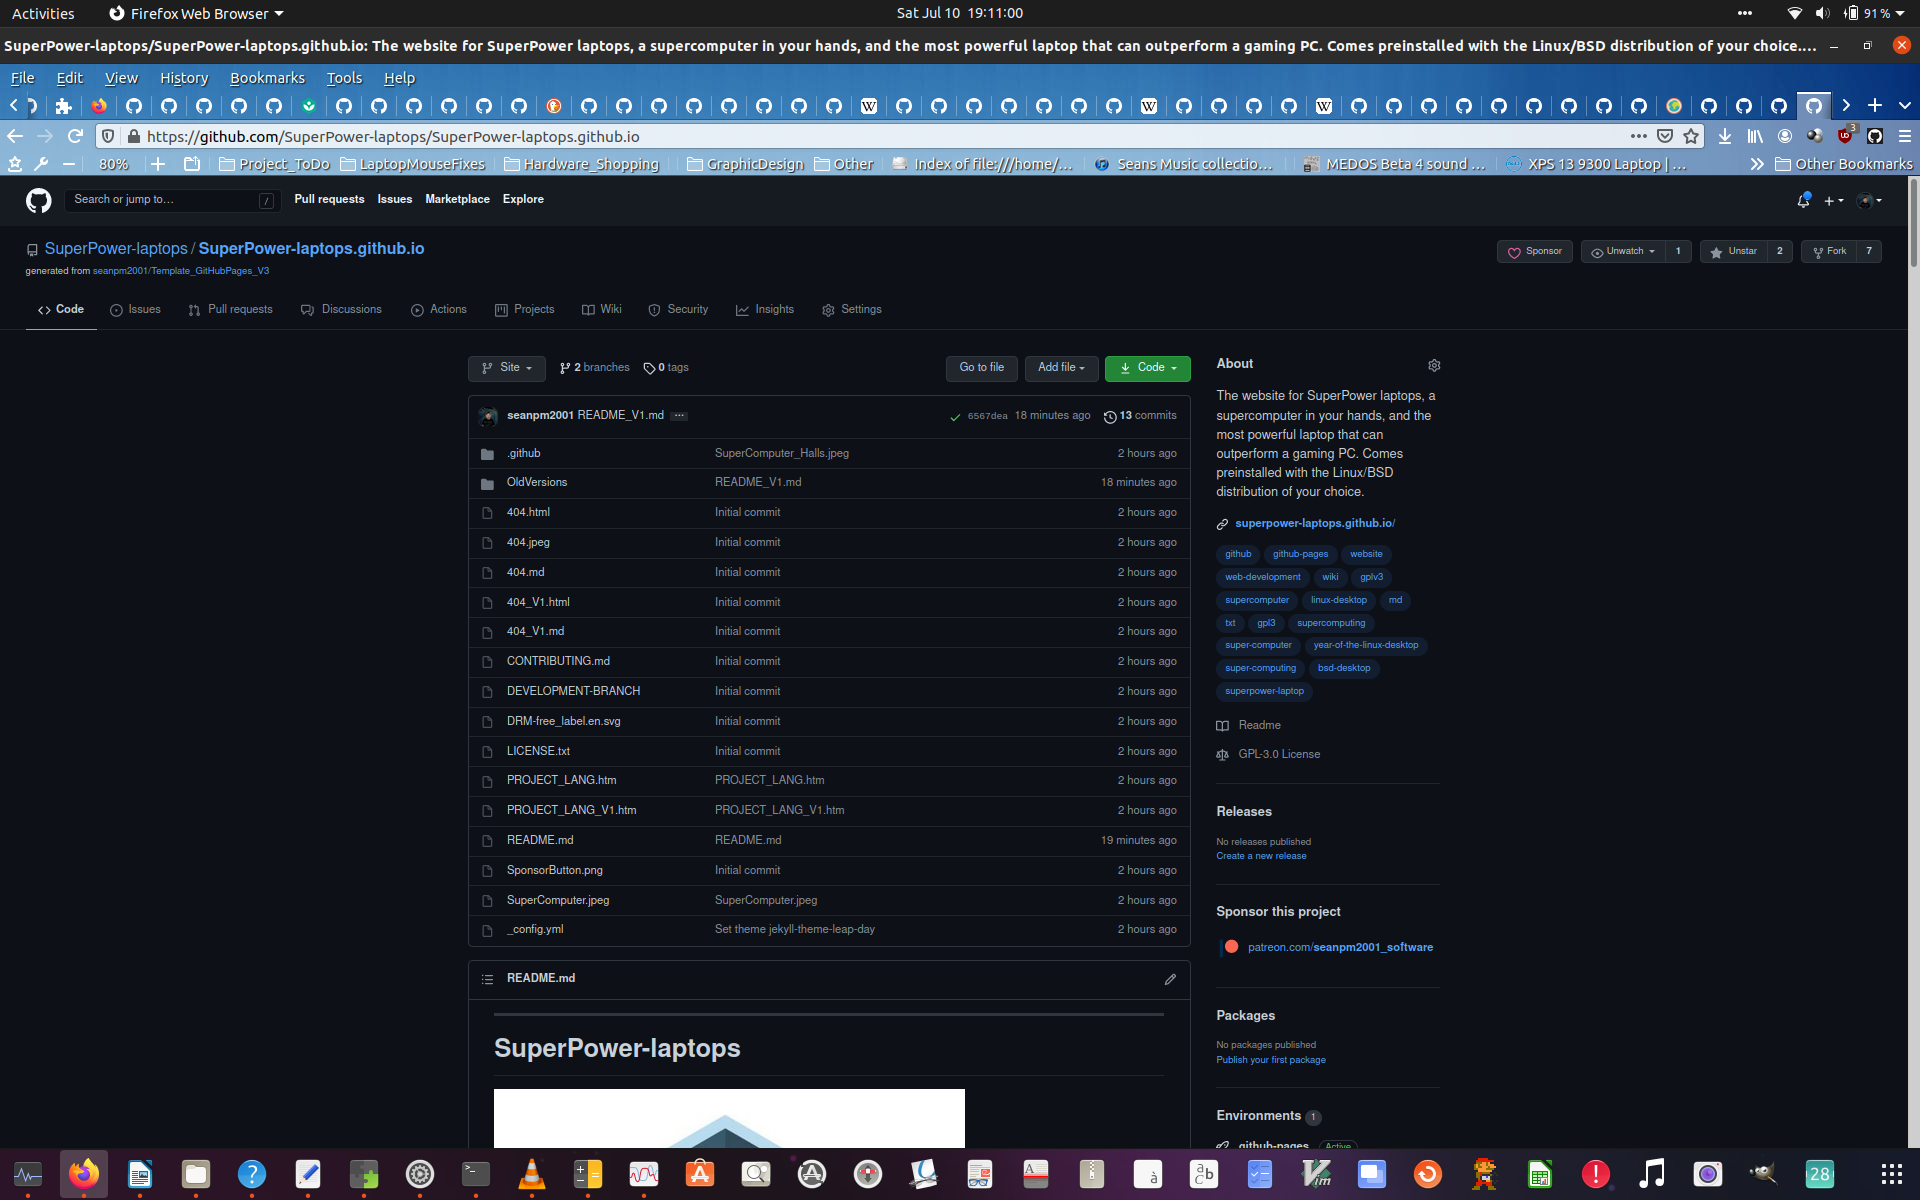 Activities
Firefox Web Browser
Sat Jul 10 19:11:00
91 %
SuperPower-laptops/SuperPower-laptops.github.io: The website for SuperPower laptops, a supercomputer in your hands, and the most powerful laptop that can outperform a gaming PC. Comes preinstalled with the Linux/BSD distribution of your choice....
File Edit View History Bookmarks Tools Help
https://github.com/SuperPower-laptops/SuperPower-laptops.github.io
3
80%
Project_ToDo
LaptopMouseFixes
Hardware_Shopping
GraphicDesign
Other
Index of file:///home/...
Seans Music collectio...
MEDOS Beta 4 sound ...
XPS 13 9300 Laptop | ...
Other Bookmarks
Search or jump to...
/
Pull requests Issues Marketplace Explore
SuperPower-laptops / SuperPower-laptops.github.io
generated from seanpm2001/Template_GitHubPages_V3
Sponsor
Unwatch 1
Unstar 2
Fork 7
Code Issues Pull requests Discussions Actions Projects Wiki Security Insights Settings
Site
2 branches
0 tags
Go to file
Add file
Code
seanpm2001 README_V1.md ...
6567dea 18 minutes ago
13 commits
.github SuperComputer_Halls.jpeg 2 hours ago
OldVersions README_V1.md 18 minutes ago
404.html Initial commit 2 hours ago
404.jpeg Initial commit 2 hours ago
404.md Initial commit 2 hours ago
404_V1.html Initial commit 2 hours ago
404_V1.md Initial commit 2 hours ago
CONTRIBUTING.md Initial commit 2 hours ago
DEVELOPMENT-BRANCH Initial commit 2 hours ago
DRM-free_label.en.svg Initial commit 2 hours ago
LICENSE.txt Initial commit 2 hours ago
PROJECT_LANG.htm PROJECT_LANG.htm 2 hours ago
PROJECT_LANG_V1.htm PROJECT_LANG_V1.htm 2 hours ago
README.md README.md 19 minutes ago
SponsorButton.png Initial commit 2 hours ago
SuperComputer.jpeg SuperComputer.jpeg 2 hours ago
_config.yml Set theme jekyll-theme-leap-day 2 hours ago
README.md
SuperPower-laptops
About
The website for SuperPower laptops, a
supercomputer in your hands, and the
most powerful laptop that can
outperform a gaming PC. Comes
preinstalled with the Linux/BSD
distribution of your choice.
superpower-laptops.github.io/
github github-pages website
web-development wiki gplv3
supercomputer linux-desktop md
txt gpl3 supercomputing
super-computer year-of-the-linux-desktop
super-computing bsd-desktop
superpower-laptop
Readme
GPL-3.0 License
Releases
No releases published
Create a new release
Sponsor this project
patreon.com/seanpm2001_software
Packages
No packages published
Publish your first package
Environments 1
github-pages Active
28